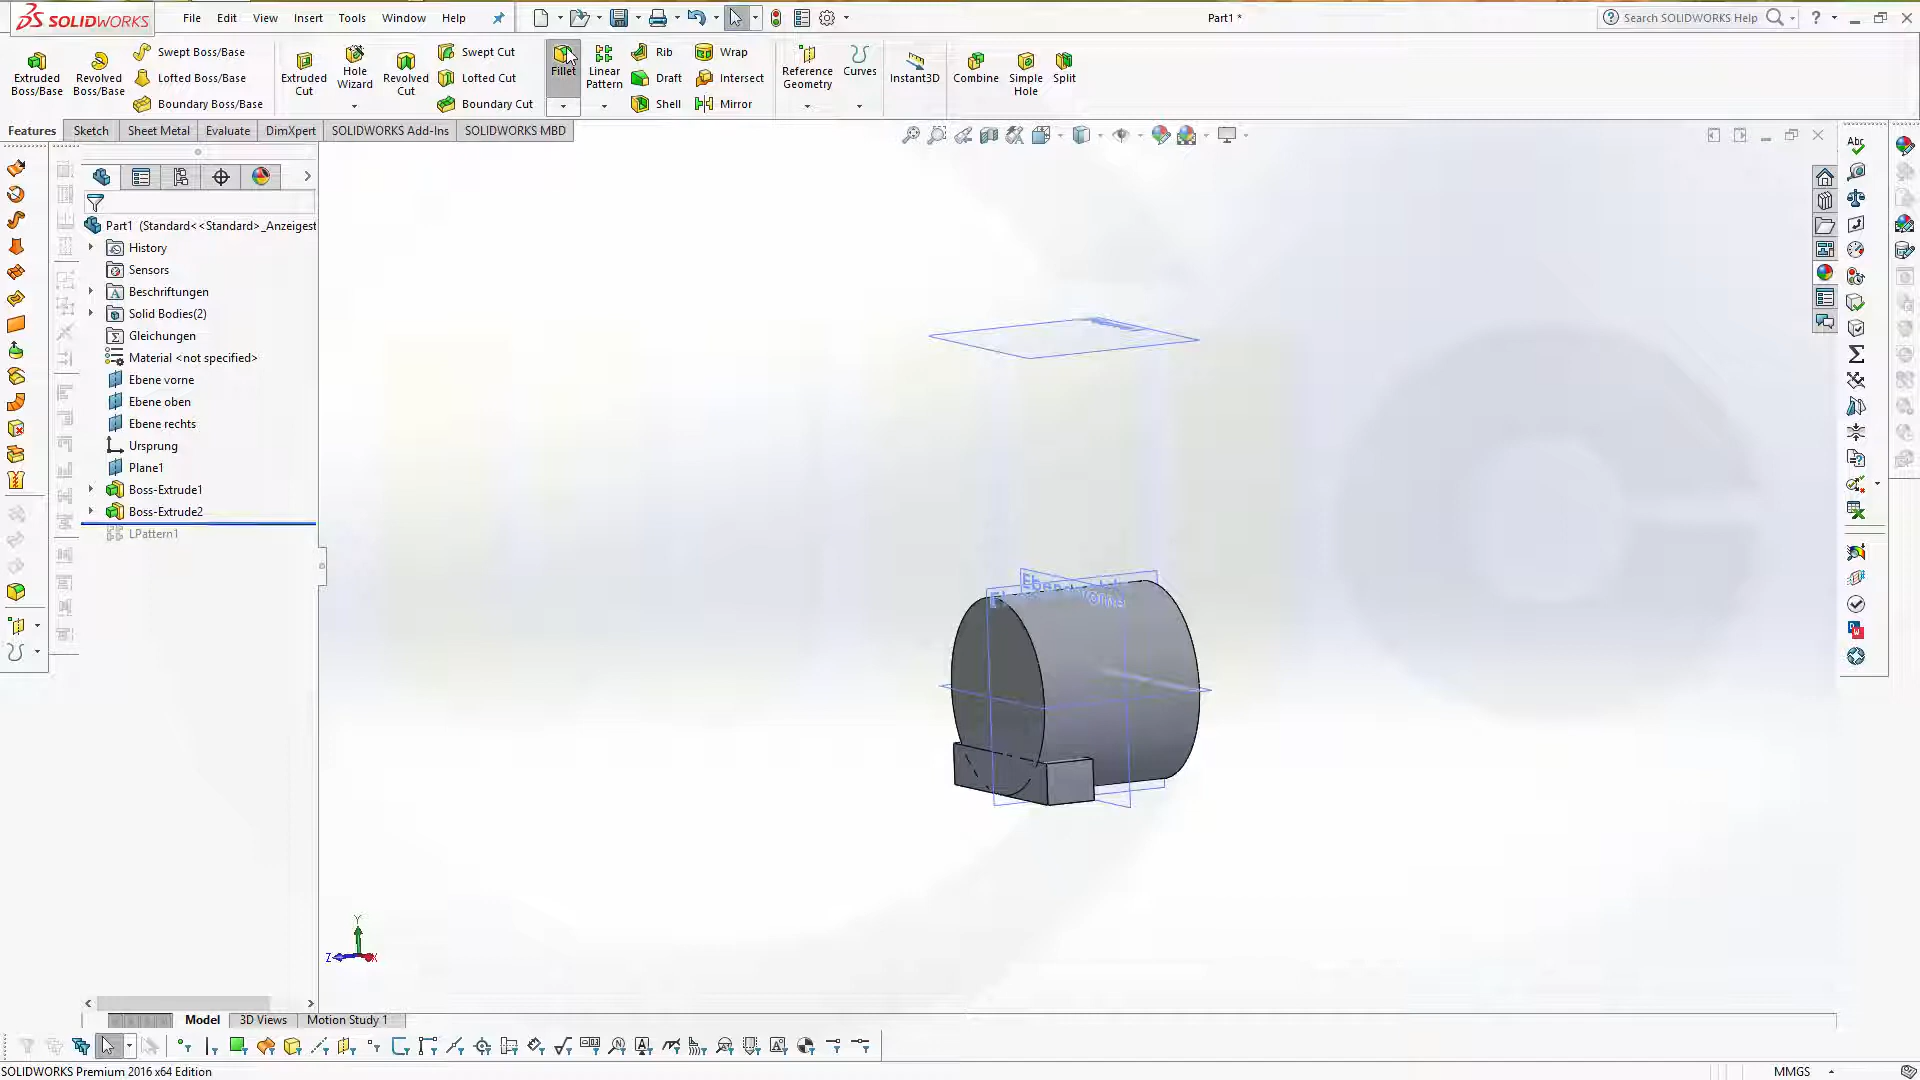 SOLIDWORKS File Edit View Insert Tools Window Help Part1 * Search SOLIDWORKS Help ?
Extruded Boss/Base Revolved Boss/Base Swept Boss/Base Lofted Boss/Base Boundary Boss/Base Extruded Cut Hole Wizard Revolved Cut Swept Cut Lofted Cut Boundary Cut Fillet Linear Pattern Rib Draft Shell Wrap Intersect Mirror Reference Geometry Curves Instant3D Combine Simple Hole Split
Features Sketch Sheet Metal Evaluate DimXpert SOLIDWORKS Add-Ins SOLIDWORKS MBD
Abc
Part1 (Standard<<Standard>_Anzeigest
History
Sensors
Beschriftungen
Solid Bodies(2)
Gleichungen
Material <not specified>
Ebene vorne
Ebene oben
Ebene rechts
Ursprung
Plane1
Boss-Extrude1
Boss-Extrude2
LPattern1
Y
Z
X
Model 3D Views Motion Study 1
SOLIDWORKS Premium 2016 x64 Edition MMGS